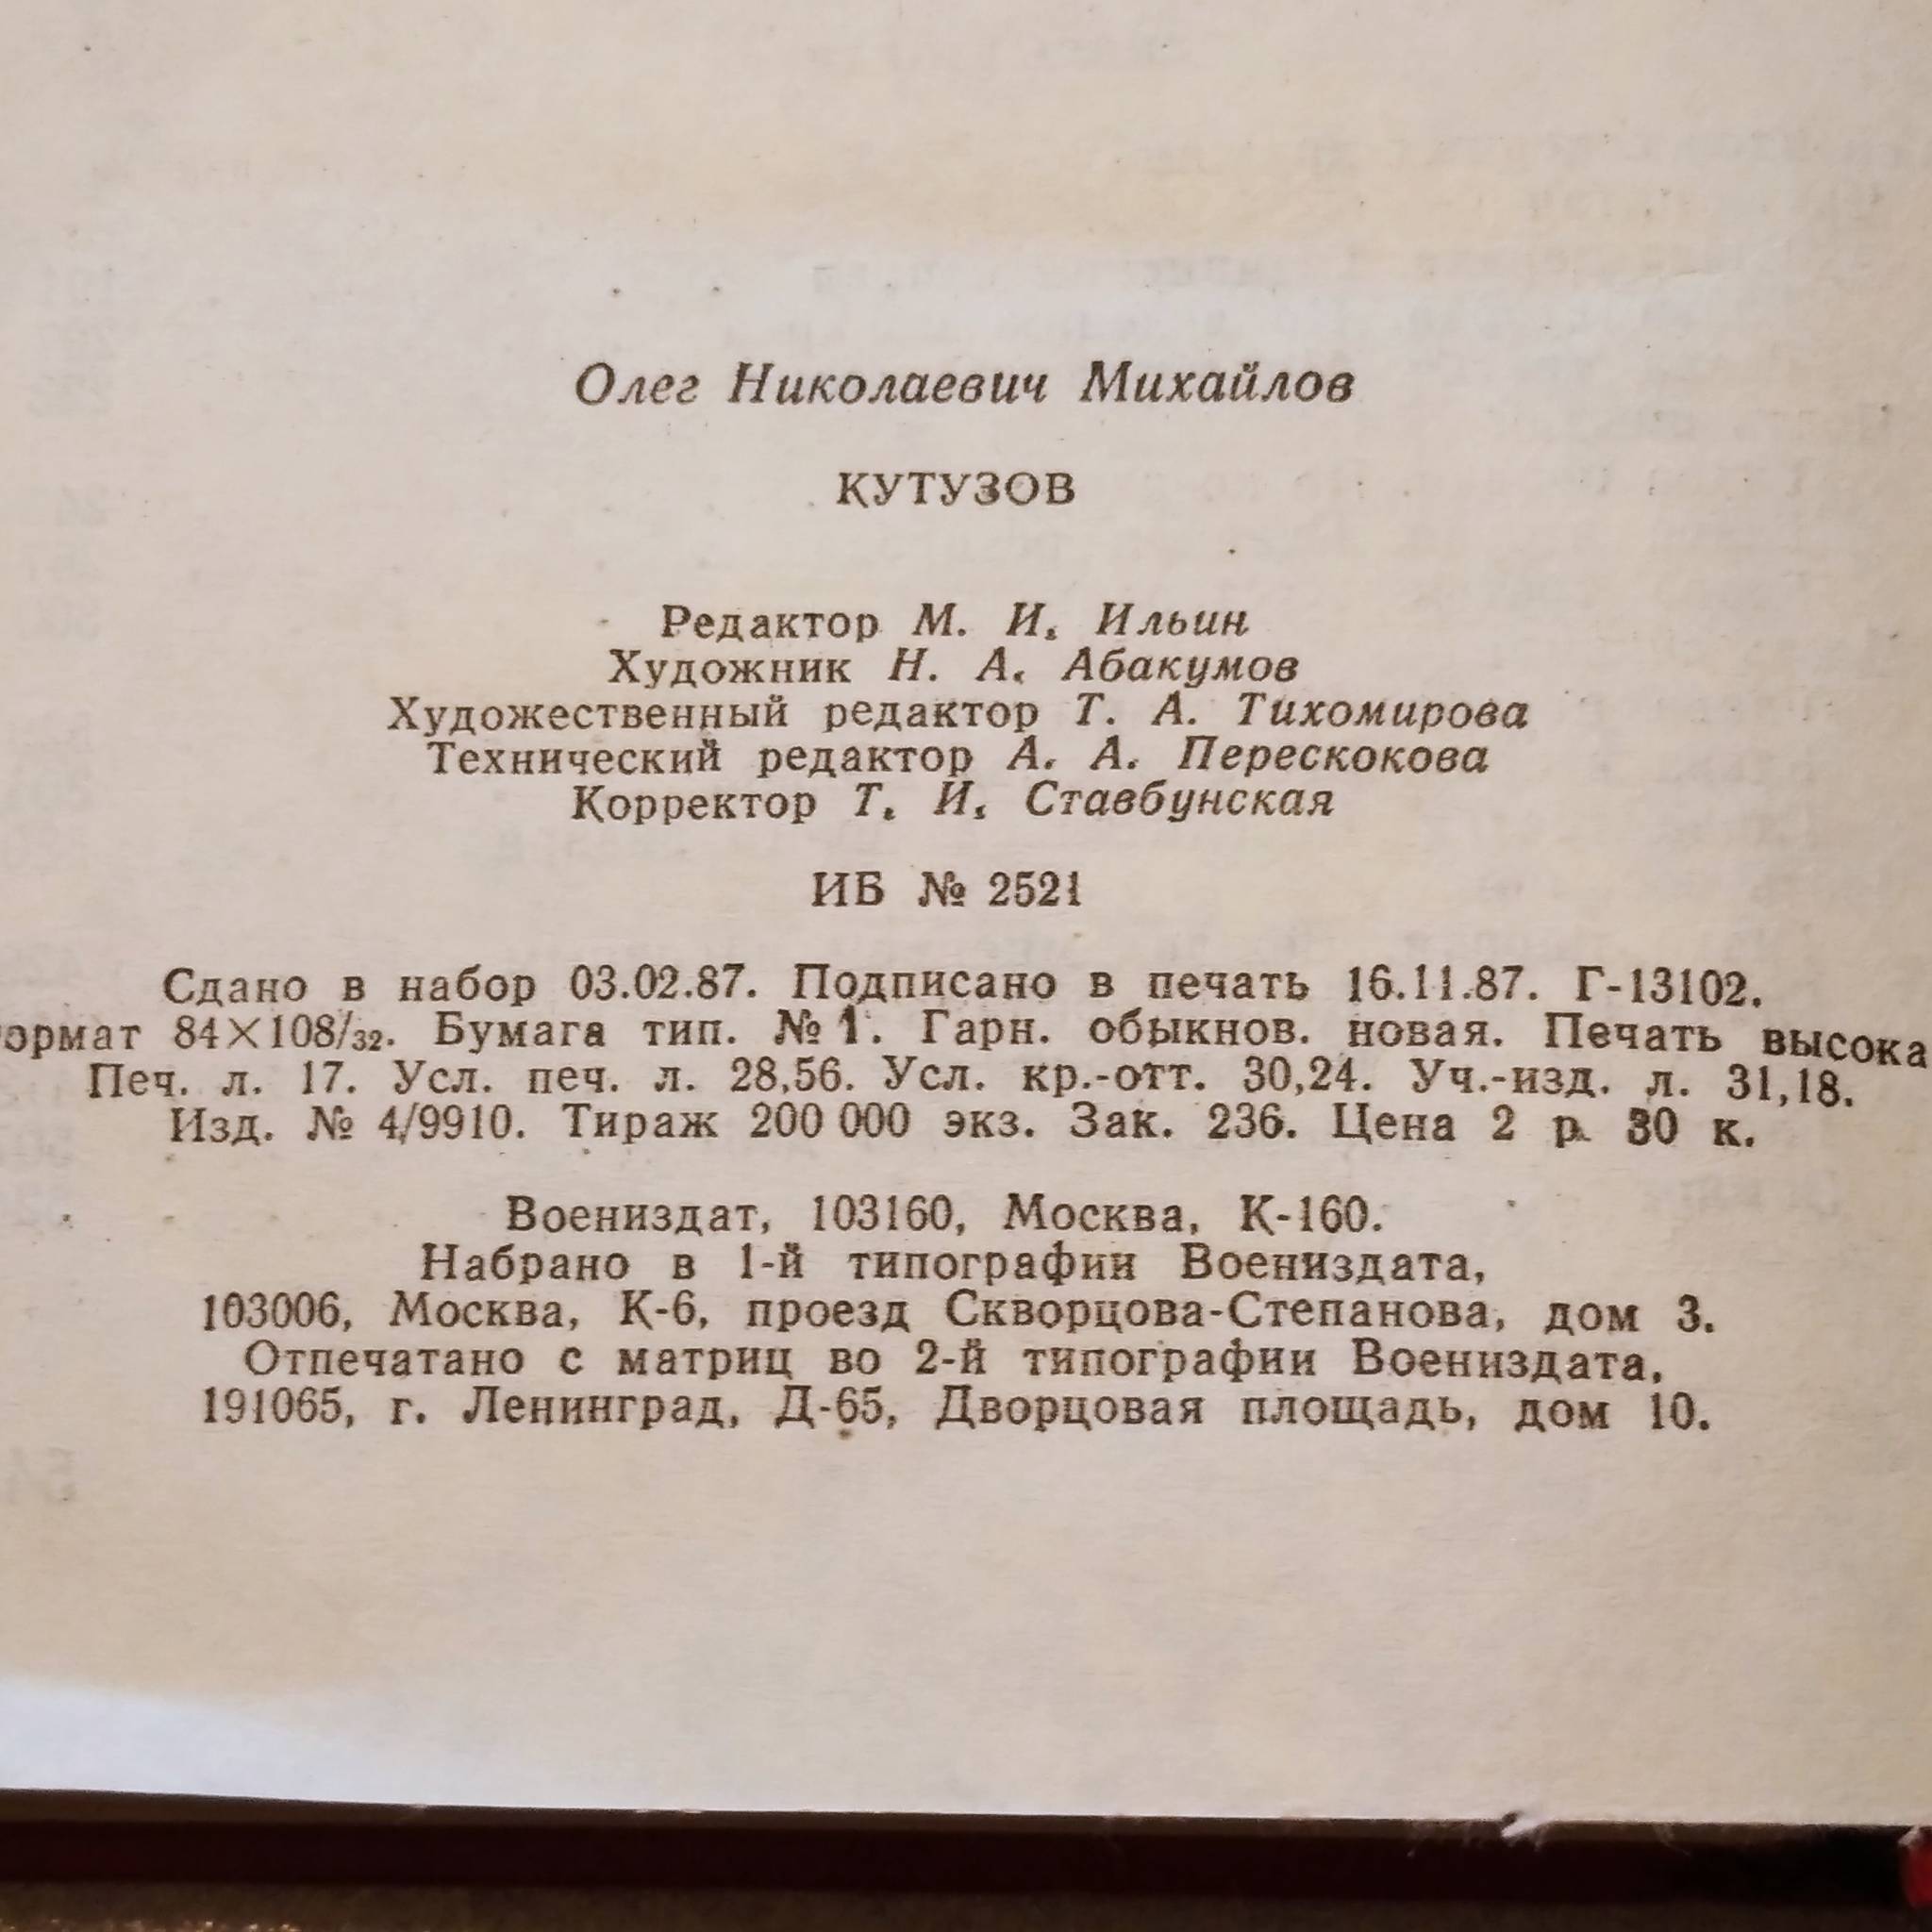 Олег Николаевич Михайлов
КУТУЗОВ
Редактор М. И. Ильин
Художник Н. А. Абакумов
Художественный редактор Т. А. Тихомирова
Технический редактор А. А. Перескокова
Корректор Т. И. Ставбунская
ИБ № 2521
Сдано в набор 03.02.87. Подписано в печать 16.11.87. Г-13102.
ормат 84×108/32. Бумага тип. № 1. Гарн. обыкнов. новая. Печать высока
Печ. л. 17. Усл. печ. л. 28,56. Усл. кр.-отт. 30,24. Уч.-изд. л. 31,18.
Изд. № 4/9910. Тираж 200 000 экз. Зак. 236. Цена 2 р. 30 к.
Воениздат, 103160, Москва, К-160.
Набрано в 1-й типографии Воениздата,
103006, Москва, К-6, проезд Скворцова-Степанова, дом 3.
Отпечатано с матриц во 2-й типографии Воениздата,
191065, г. Ленинград, Д-65, Дворцовая площадь, дом 10.